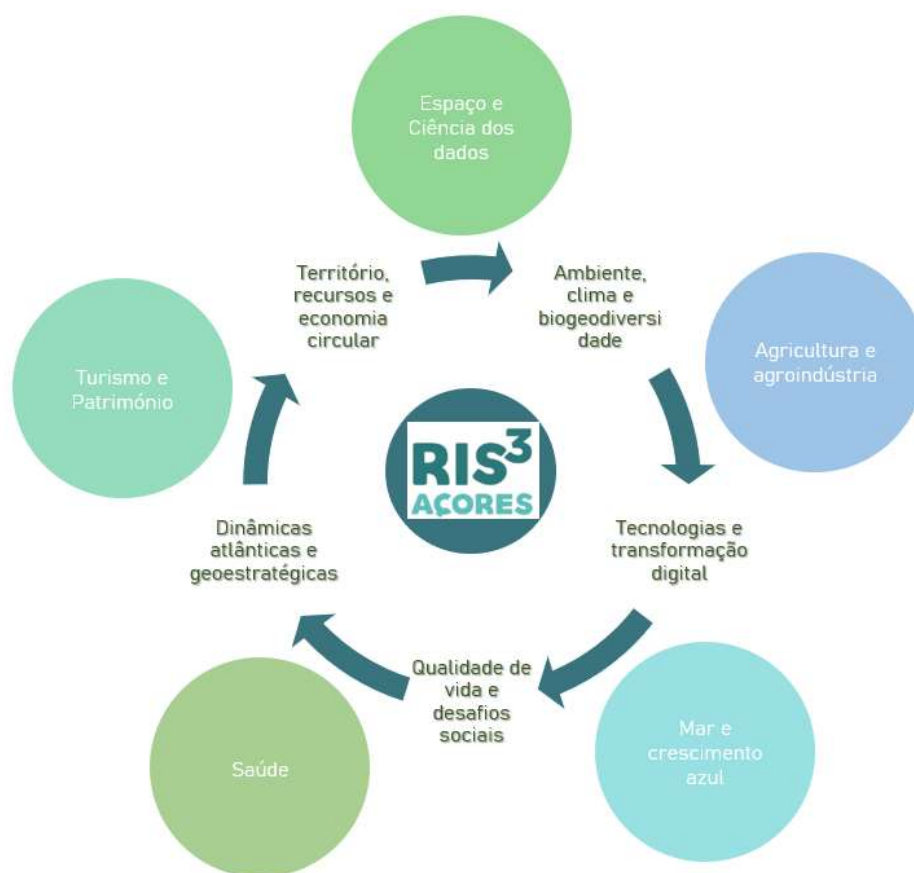 Espaço e
Ciência dos
dados
Território,
recursos e
economia
circular
Ambiente,
clima e
biogeodiversi
dade
Agricultura e
agroindústria
Turismo e
Património
RIS³
AÇORES
Dinâmicas
atlânticas e
geoestratégicas
Tecnologias e
transformação
digital
Qualidade de
vida e
desafios
sociais
Saúde
Mar e
crescimento
azul